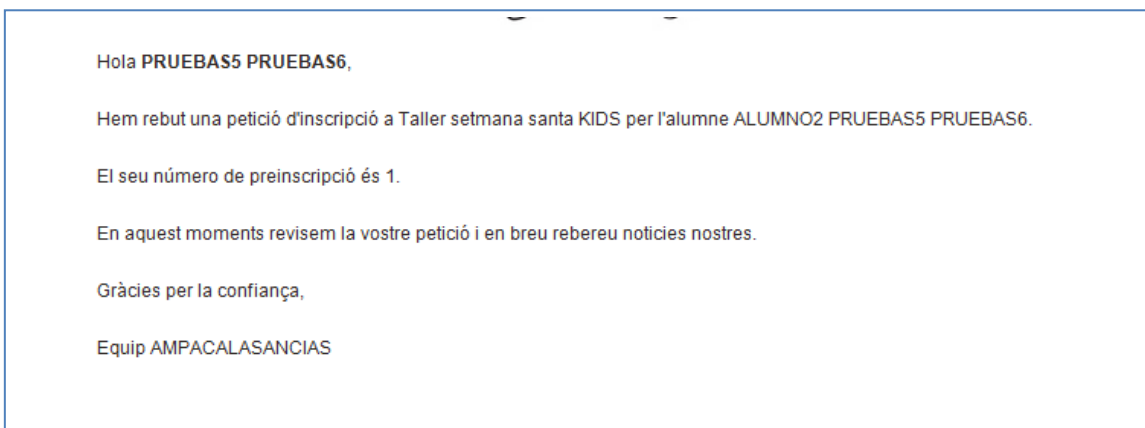 Hola PRUEBAS5 PRUEBAS6,
Hem rebut una petició d'inscripció a Taller setmana santa KIDS per l'alumne ALUMNO2 PRUEBAS5 PRUEBAS6.
El seu número de preinscripció és 1.
En aquest moments revisem la vostre petició i en breu rebereu noticies nostres.
Gràcies per la confiança,
Equip AMPACALASANCIAS